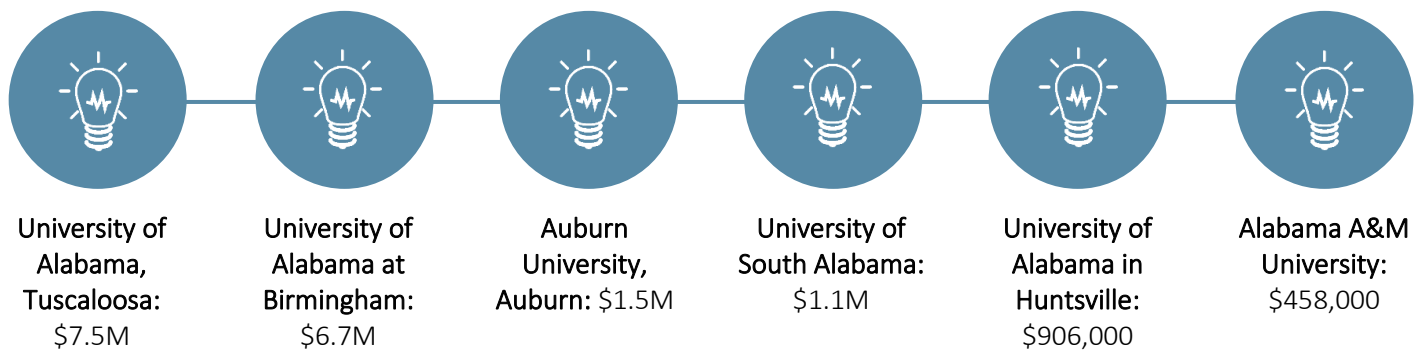 University of
Alabama,
Tuscaloosa:
$7.5M
University of
Alabama at
Birmingham:
$6.7M
Auburn
University,
Auburn: $1.5M
University of
South Alabama:
$1.1M
University of
Alabama in
Huntsville:
$906,000
Alabama A&M
University:
$458,000